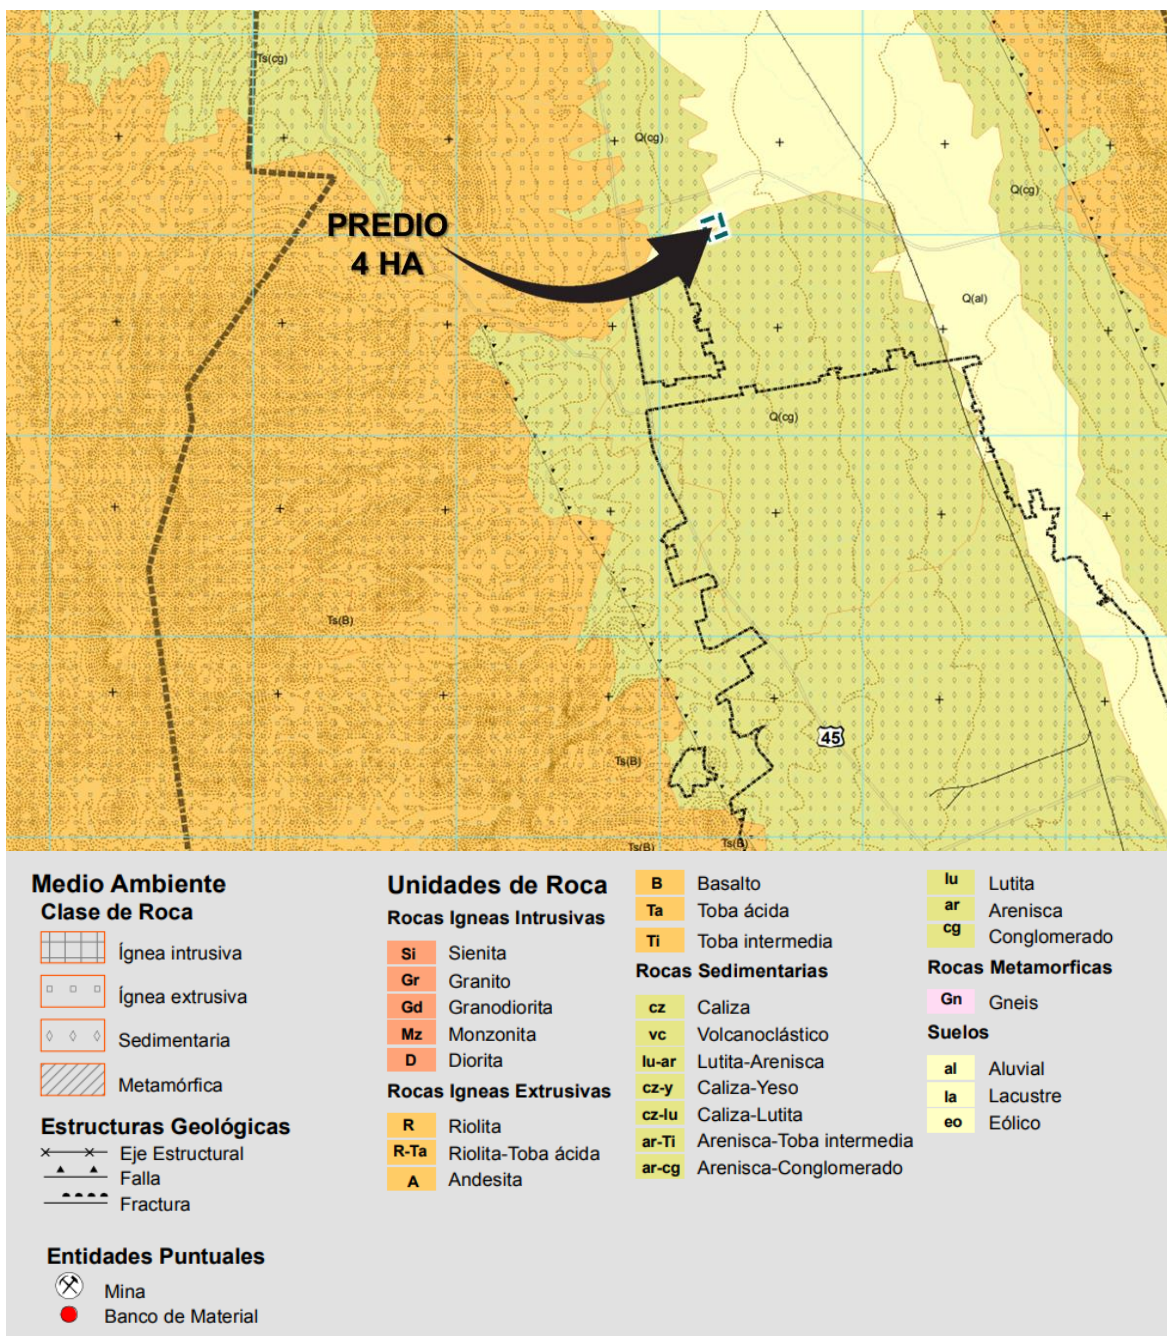 Ts(cg)
Q(cg)
Q(cg)
PREDIO
4 HA
Q(al)
Q(cg)
Ts(B)
45
Ts(B)
Ts(B)
Ts(B)
Medio Ambiente
Clase de Roca
Ígnea intrusiva
Ígnea extrusiva
Sedimentaria
Metamórfica
Estructuras Geológicas
Eje Estructural
Falla
Fractura
Entidades Puntuales
Mina
Banco de Material
Unidades de Roca
Rocas Igneas Intrusivas
Si Sienita
Gr Granito
Gd Granodiorita
Mz Monzonita
D Diorita
Rocas Igneas Extrusivas
R Riolita
R-Ta Riolita-Toba ácida
A Andesita
B Basalto
Ta Toba ácida
Ti Toba intermedia
Rocas Sedimentarias
cz Caliza
vc Volcanoclástico
lu-ar Lutita-Arenisca
cz-y Caliza-Yeso
cz-lu Caliza-Lutita
ar-Ti Arenisca-Toba intermedia
ar-cg Arenisca-Conglomerado
lu Lutita
ar Arenisca
cg Conglomerado
Rocas Metamorficas
Gn Gneis
Suelos
al Aluvial
la Lacustre
eo Eólico